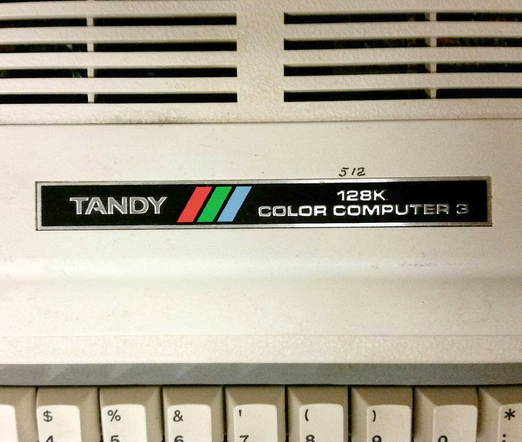 512
TANDY 128K
COLOR COMPUTER 3
$ % & ' ( ) *
4 5 6 7 8 9 0 :